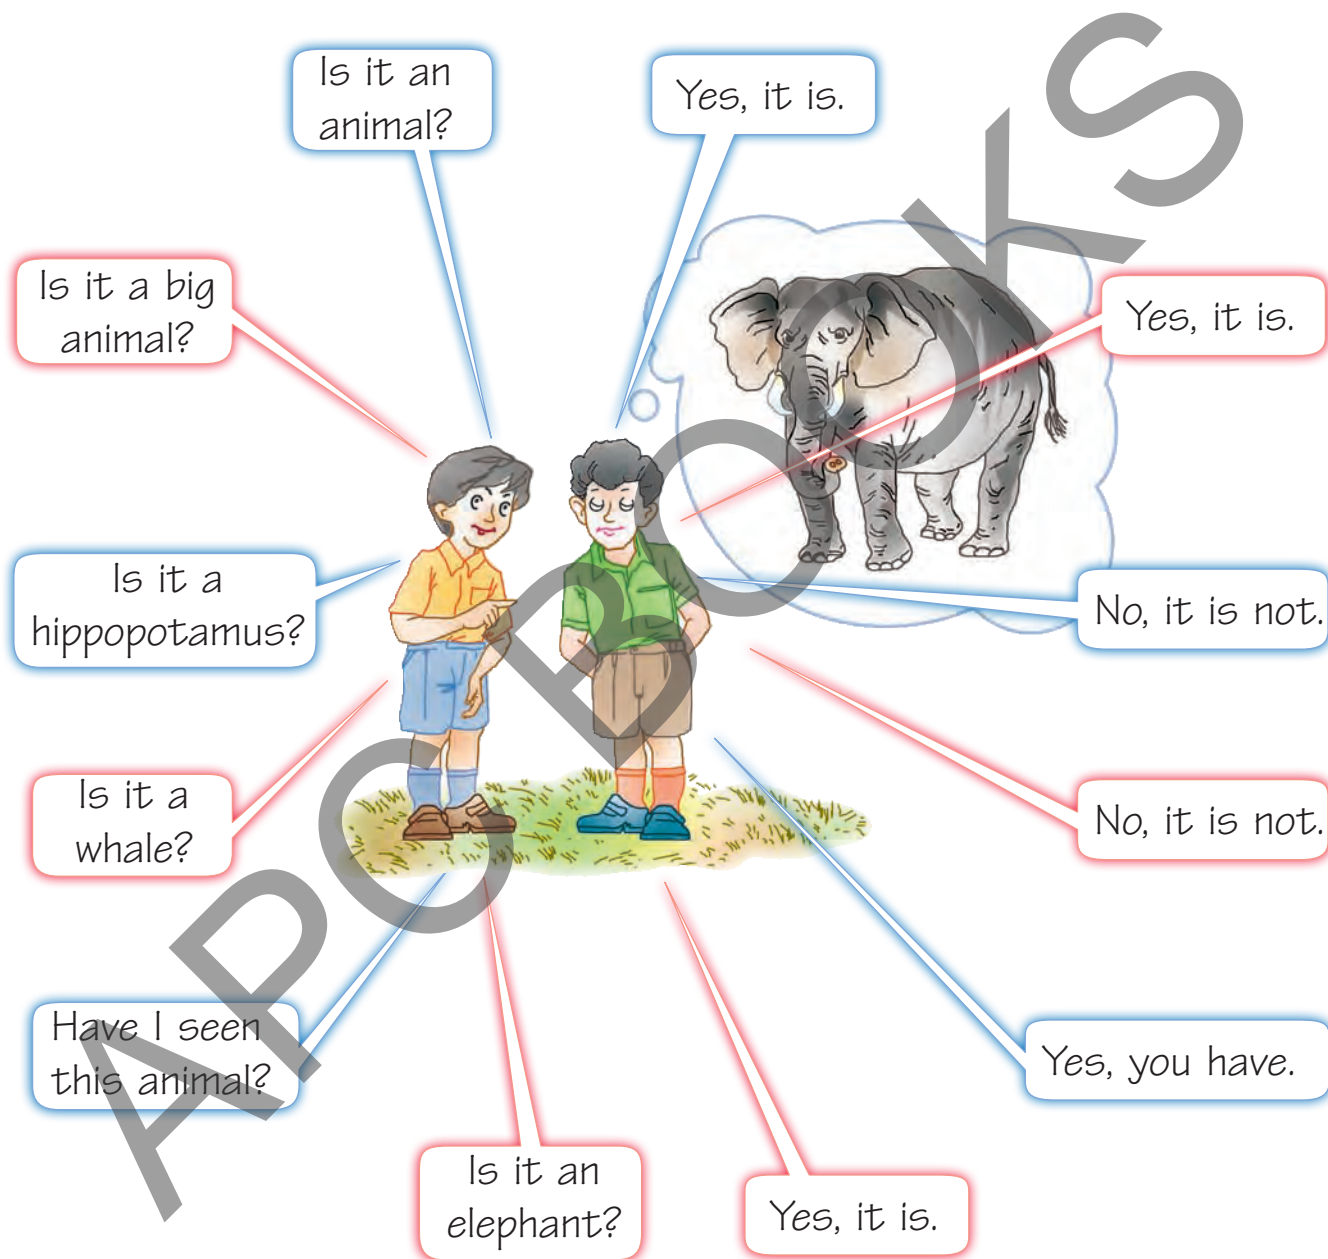 Is it an
animal?
Yes, it is.
Is it a big
animal?
Yes, it is.
Is it a
hippopotamus?
No, it is not.
Is it a
whale?
No, it is not.
Have I seen
this animal?
Yes, you have.
Is it an
elephant?
Yes, it is.
APC BOOKS